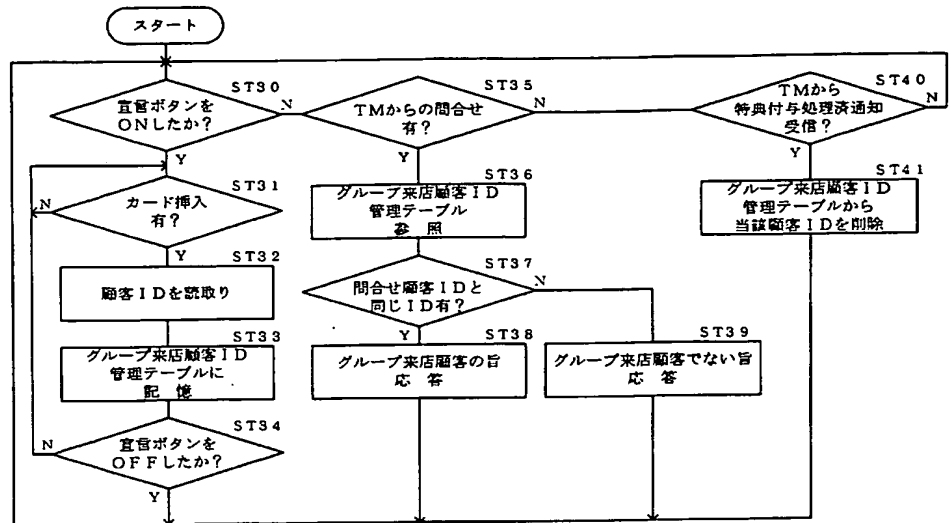 スタート
ST30
宣言ボタンを
ONしたか?
N
Y
ST31
カード挿入
有?
N
Y
ST32
顧客IDを読取り
ST33
グループ来店顧客ID
管理テーブルに
記 憶
ST34
宣言ボタンを
OFFしたか?
N
Y
ST35
TMからの問合せ
有?
N
Y
ST36
グループ来店顧客ID
管理テーブル
参 照
ST37
問合せ顧客IDと
同じID有?
N
Y
ST38
グループ来店顧客の旨
応 答
ST39
グループ来店顧客でない旨
応 答
ST40
TMから
特典付与処理済通知
受信?
N
Y
ST41
グループ来店顧客ID
管理テーブルから
当該顧客IDを削除